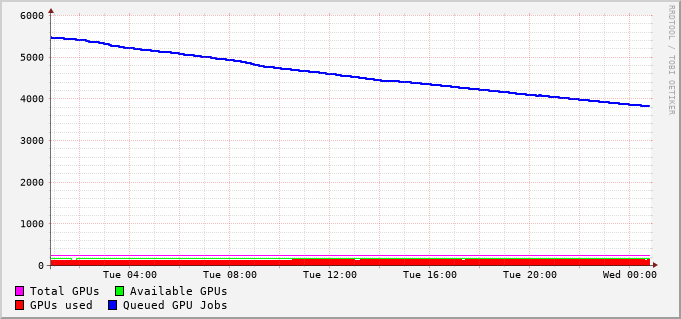 RRDTOOL / TOBI OETIKER
6000
5000
4000
3000
2000
1000
0
Tue 04:00 Tue 08:00 Tue 12:00 Tue 16:00 Tue 20:00 Wed 00:00
Total GPUs Available GPUs
GPUs used Queued GPU Jobs